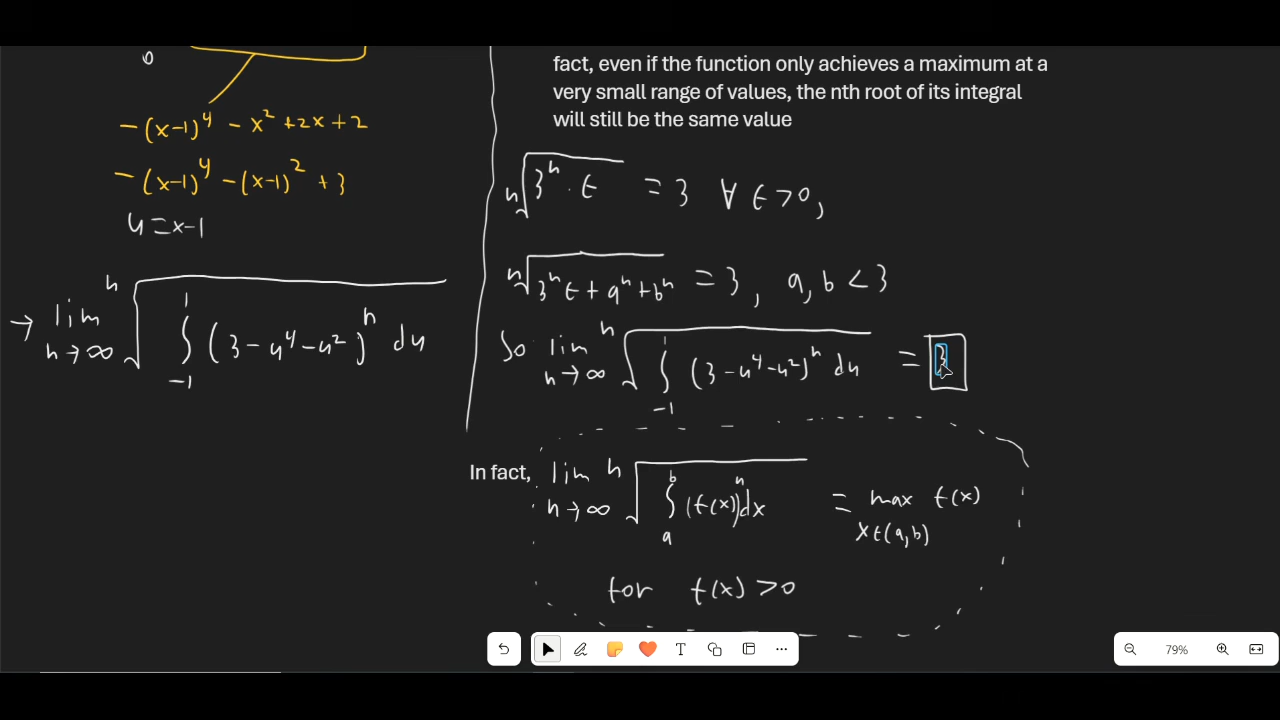 0
-(x-1)⁴ - x² + 2x + 2
-(x-1)⁴ - (x-1)² + 3
u = x-1
→ lim n→∞ ⁿ√ ∫₋₁¹ (3 - u⁴ - u²)ⁿ du
fact, even if the function only achieves a maximum at a
very small range of values, the nth root of its integral
will still be the same value
ⁿ√ 3ⁿ · ε = 3 ∀ ε > 0,
ⁿ√ 3ⁿε + aⁿ + bⁿ = 3, a, b < 3
So lim n→∞ ⁿ√ ∫₋₁¹ (3 - u⁴ - u²)ⁿ du = 3
In fact, lim n→∞ ⁿ√ ∫ₐᵇ (f(x))ⁿ dx = max x∈(a,b) f(x)
for f(x) > 0
T
79%